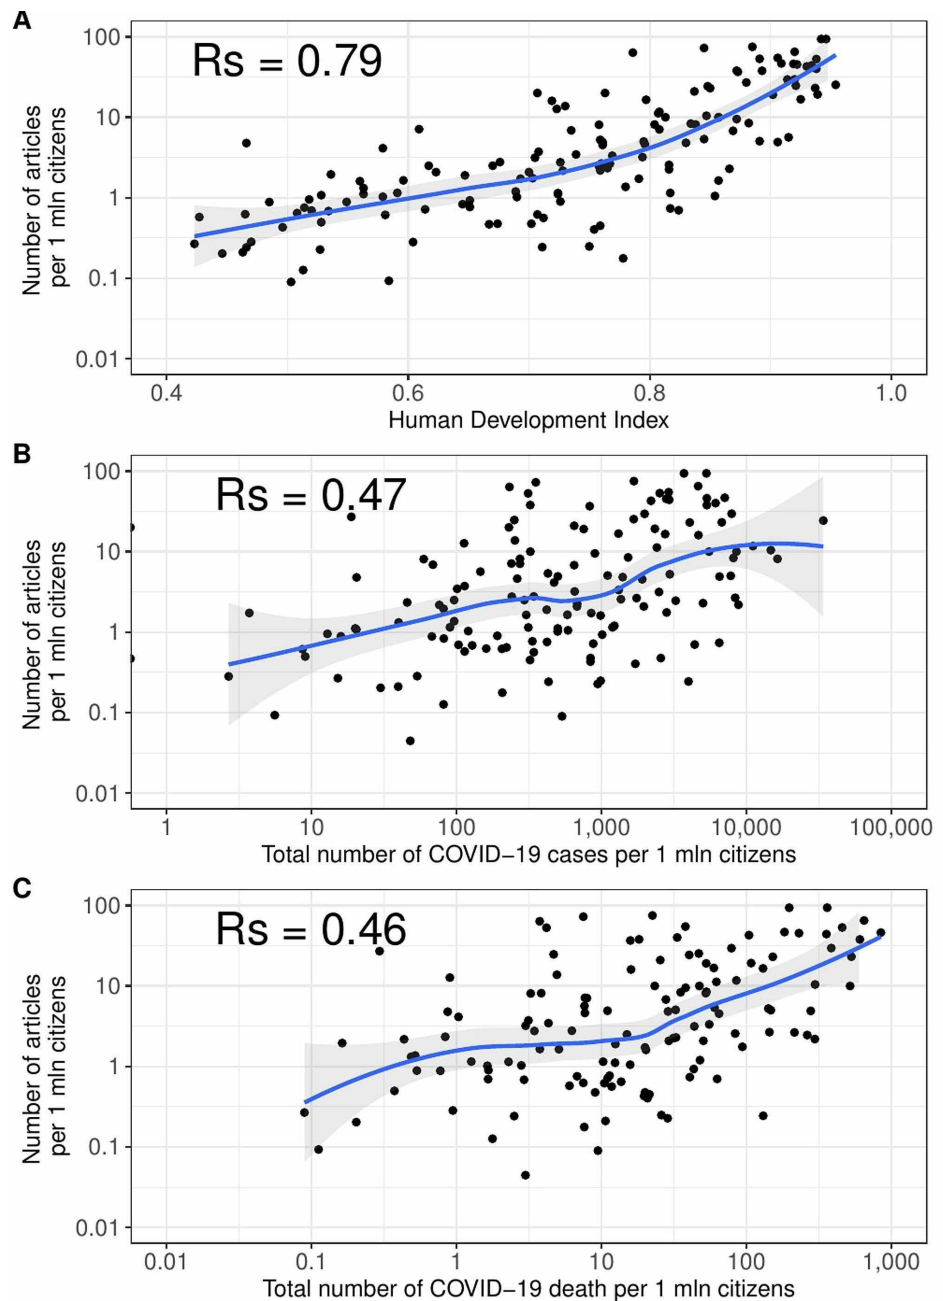 A
Rs = 0.79
100
10
1
0.1
0.01
Number of articles
per 1 mln citizens
0.4
0.6
0.8
1.0
Human Development Index
B
Rs = 0.47
100
10
1
0.1
0.01
Number of articles
per 1 mln citizens
1
10
100
1,000
10,000
100,000
Total number of COVID−19 cases per 1 mln citizens
C
Rs = 0.46
100
10
1
0.1
0.01
Number of articles
per 1 mln citizens
0.01
0.1
1
10
100
1,000
Total number of COVID−19 death per 1 mln citizens